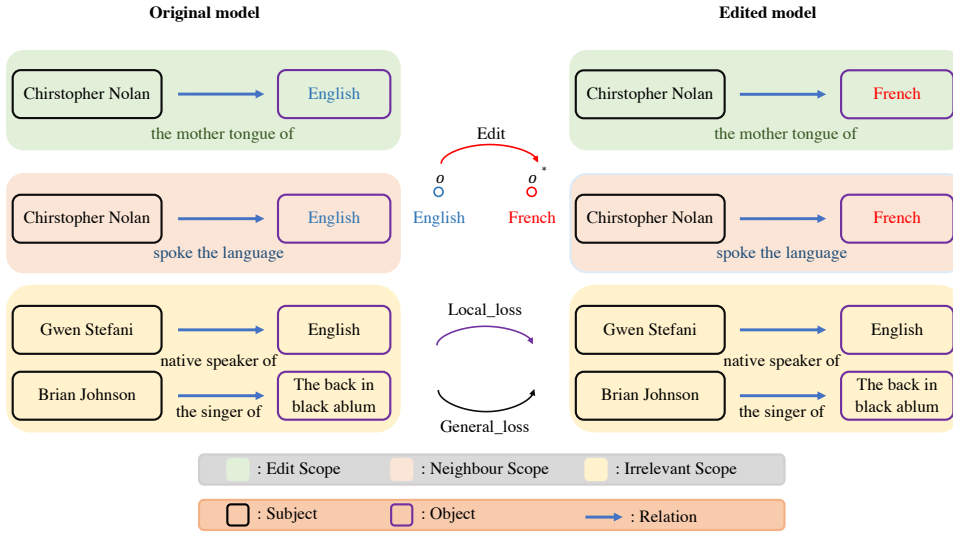 Original model
Edited model
Chirstopher Nolan
English
the mother tongue of
Chirstopher Nolan
French
the mother tongue of
Edit
o
o*
English
French
Chirstopher Nolan
English
spoke the language
Chirstopher Nolan
French
spoke the language
Gwen Stefani
English
native speaker of
Brian Johnson
The back in
black ablum
the singer of
Local_loss
General_loss
Gwen Stefani
English
native speaker of
Brian Johnson
The back in
black ablum
the singer of
: Edit Scope
: Neighbour Scope
: Irrelevant Scope
: Subject
: Object
: Relation